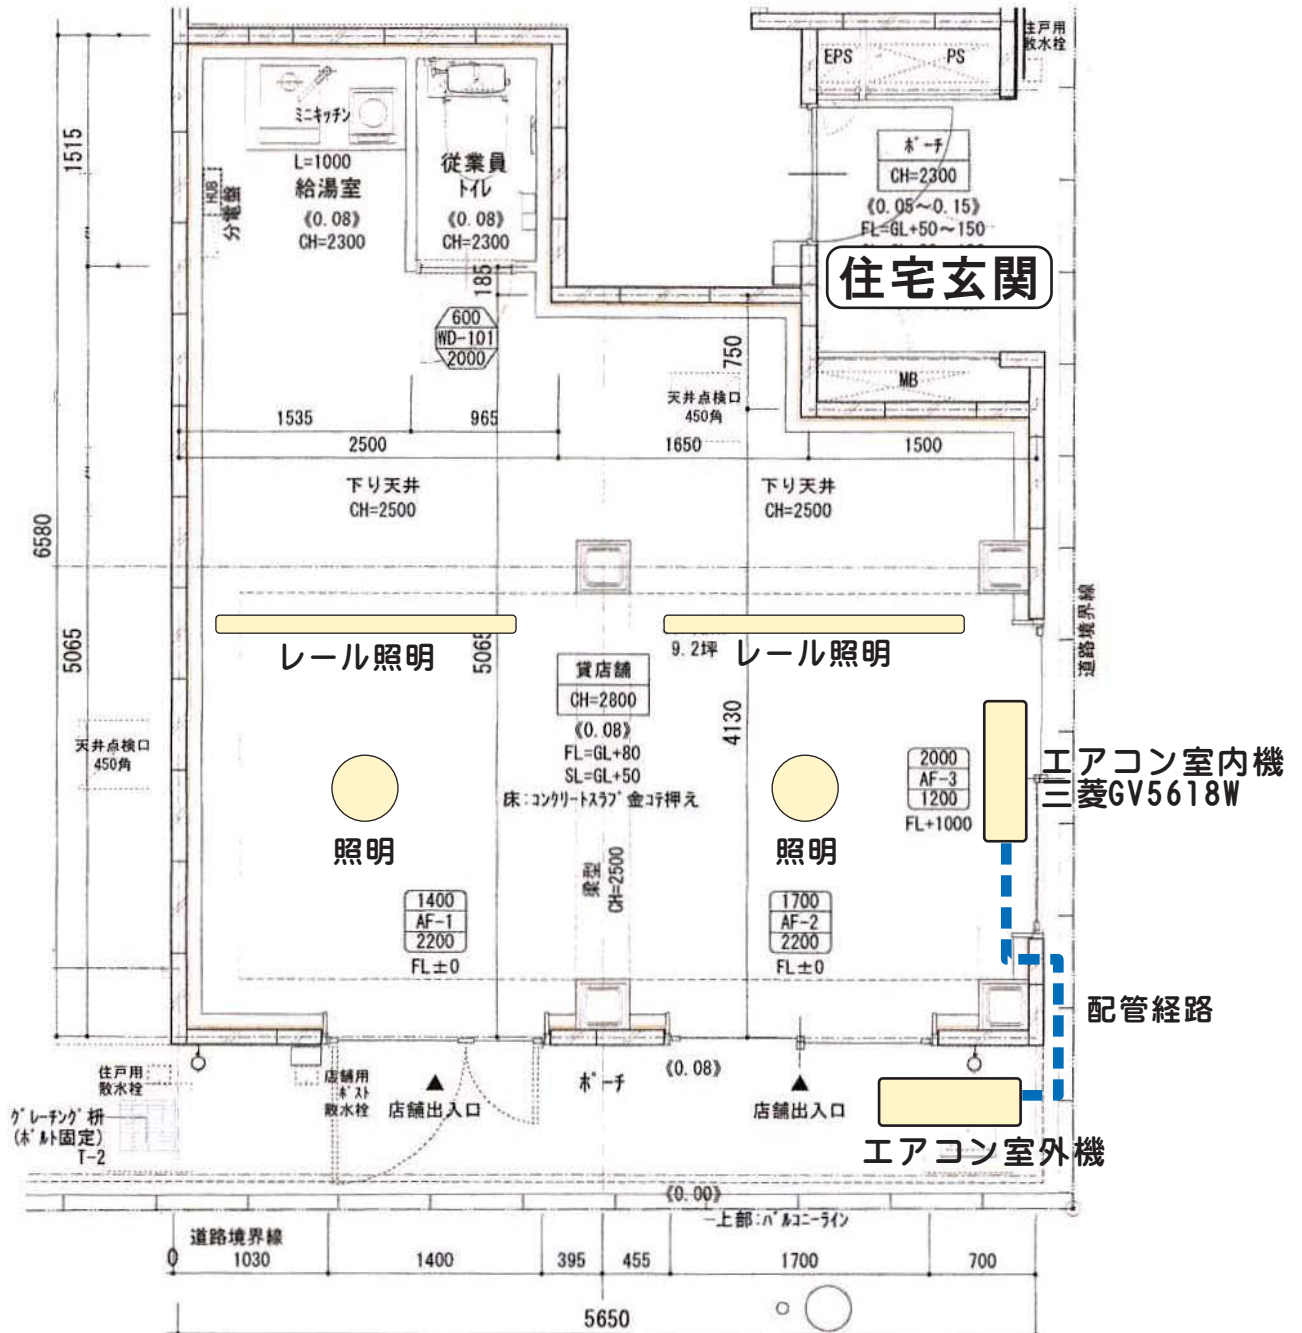 住戸用
散水栓
EPS
PS
ミニキッチン
L=1000
給湯室
《0.08》
CH=2300
HUB
分電盤
従業員
トイレ
《0.08》
CH=2300
ポーチ
CH=2300
《0.05～0.15》
FL=GL+50～150
住宅玄関
1515
185
600
WD-101
2000
750
天井点検口
450角
MB
1535
965
2500
1650
1500
下り天井
CH=2500
下り天井
CH=2500
6580
5065
5065
レール照明
9.2坪
レール照明
道路境界線
貸店舗
CH=2800
《0.08》
FL=GL+80
SL=GL+50
床:コンクリートスラブ金コテ押え
4130
天井点検口
450角
2000
AF-3
1200
FL+1000
エアコン室内機
三菱GV5618W
照明
照明
梁型
CH=2500
1400
AF-1
2200
FL±0
1700
AF-2
2200
FL±0
配管経路
住戸用
散水栓
店舗用
ポスト
散水栓
▲
店舗出入口
ポーチ
《0.08》
▲
店舗出入口
グレーチング桝
(ボルト固定)
T-2
エアコン室外機
《0.00》
上部:バルコニーライン
道路境界線
0
1030
1400
395
455
1700
700
5650